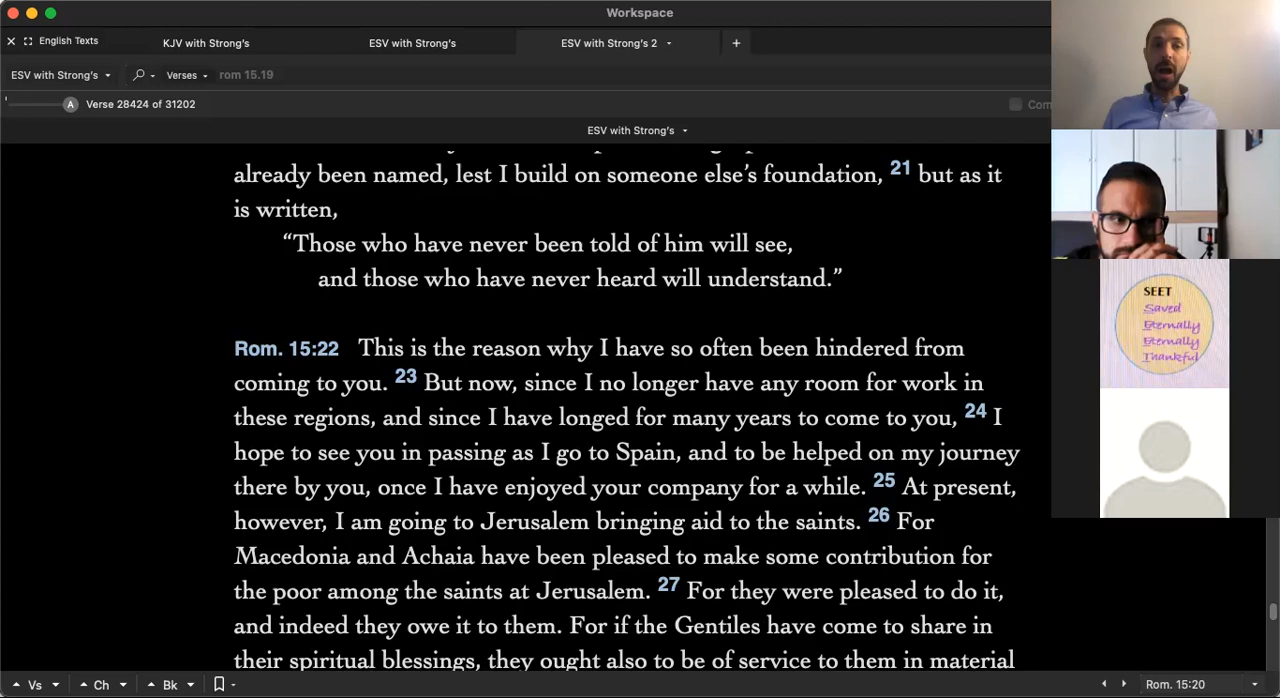 Workspace
English Texts
KJV with Strong's
ESV with Strong's
ESV with Strong's 2
+
ESV with Strong's
Verses
rom 15.19
A
Verse 28424 of 31202
Com
ESV with Strong's
already been named, lest I build on someone else’s foundation, 21 but as it
is written,
“Those who have never been told of him will see,
and those who have never heard will understand.”
Rom. 15:22 This is the reason why I have so often been hindered from
coming to you. 23 But now, since I no longer have any room for work in
these regions, and since I have longed for many years to come to you, 24 I
hope to see you in passing as I go to Spain, and to be helped on my journey
there by you, once I have enjoyed your company for a while. 25 At present,
however, I am going to Jerusalem bringing aid to the saints. 26 For
Macedonia and Achaia have been pleased to make some contribution for
the poor among the saints at Jerusalem. 27 For they were pleased to do it,
and indeed they owe it to them. For if the Gentiles have come to share in
their spiritual blessings, they ought also to be of service to them in material
SEET
Saved
Eternally
Eternally
Thankful
Vs
Ch
Bk
Rom. 15:20